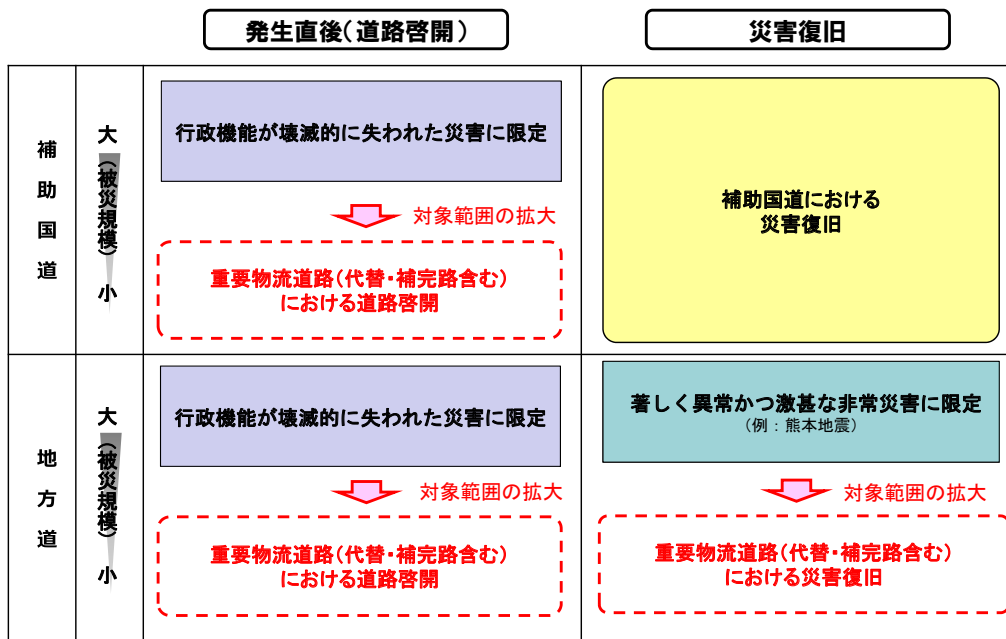 発生直後(道路啓開)
災害復旧
補助国道
大
(被災規模)
小
行政機能が壊滅的に失われた災害に限定
対象範囲の拡大
重要物流道路(代替・補完路含む)
における道路啓開
補助国道における
災害復旧
地方道
大
(被災規模)
小
行政機能が壊滅的に失われた災害に限定
対象範囲の拡大
重要物流道路(代替・補完路含む)
における道路啓開
著しく異常かつ激甚な非常災害に限定
(例:熊本地震)
対象範囲の拡大
重要物流道路(代替・補完路含む)
における災害復旧